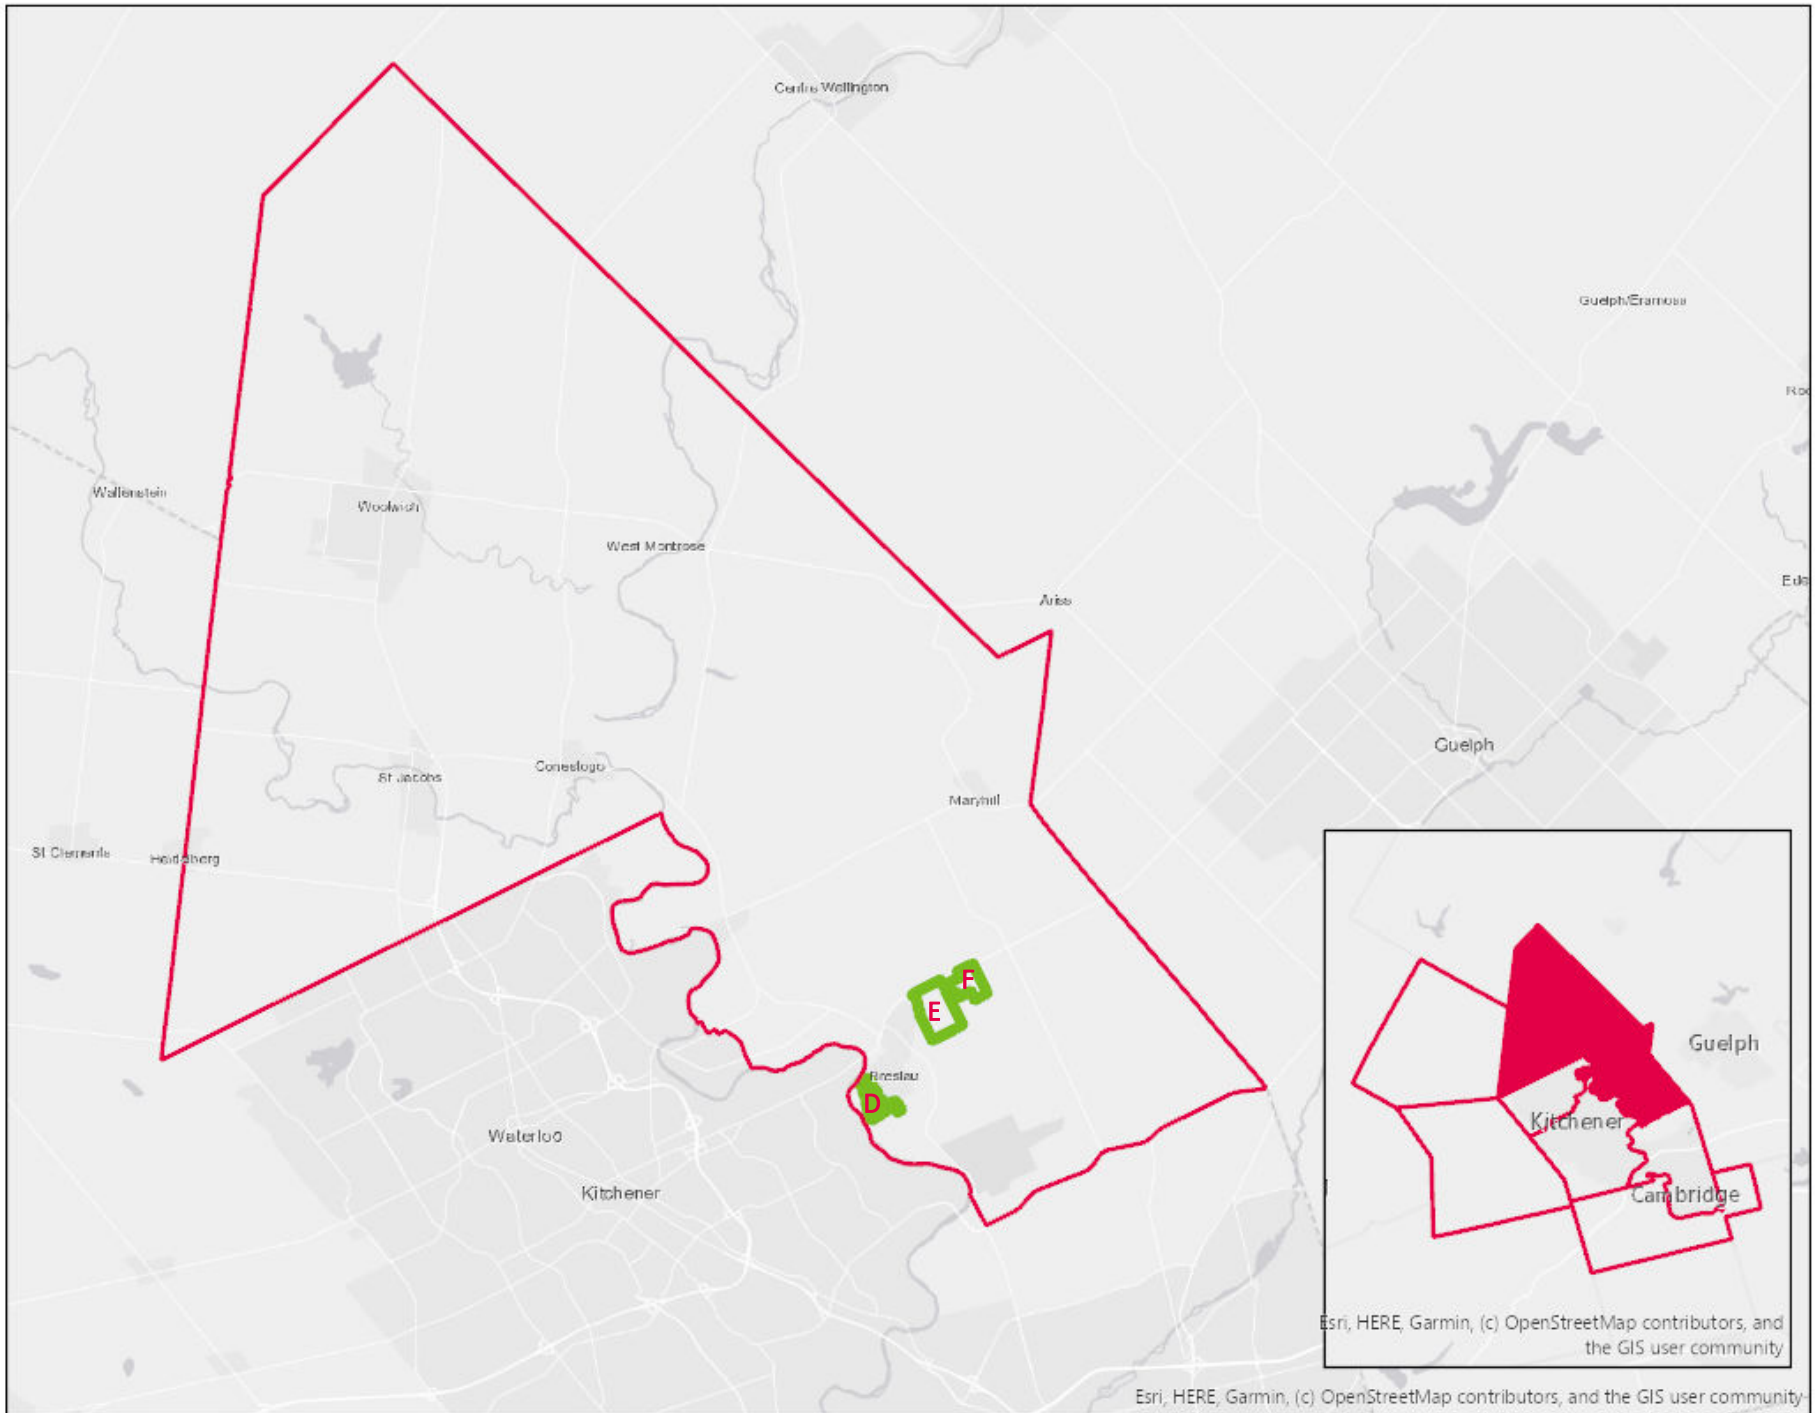 Centre Wellington
Guelph/Eramosa
Wallenstein
Woolwich
West Montrose
Ariss
Guelph
Conestogo
St Jacobs
Maryhill
St Clements
Heidelberg
F
E
Breslau
D
Waterloo
Kitchener
Guelph
Kitchener
Cambridge
Esri, HERE, Garmin, (c) OpenStreetMap contributors, and
the GIS user community
Esri, HERE, Garmin, (c) OpenStreetMap contributors, and the GIS user community